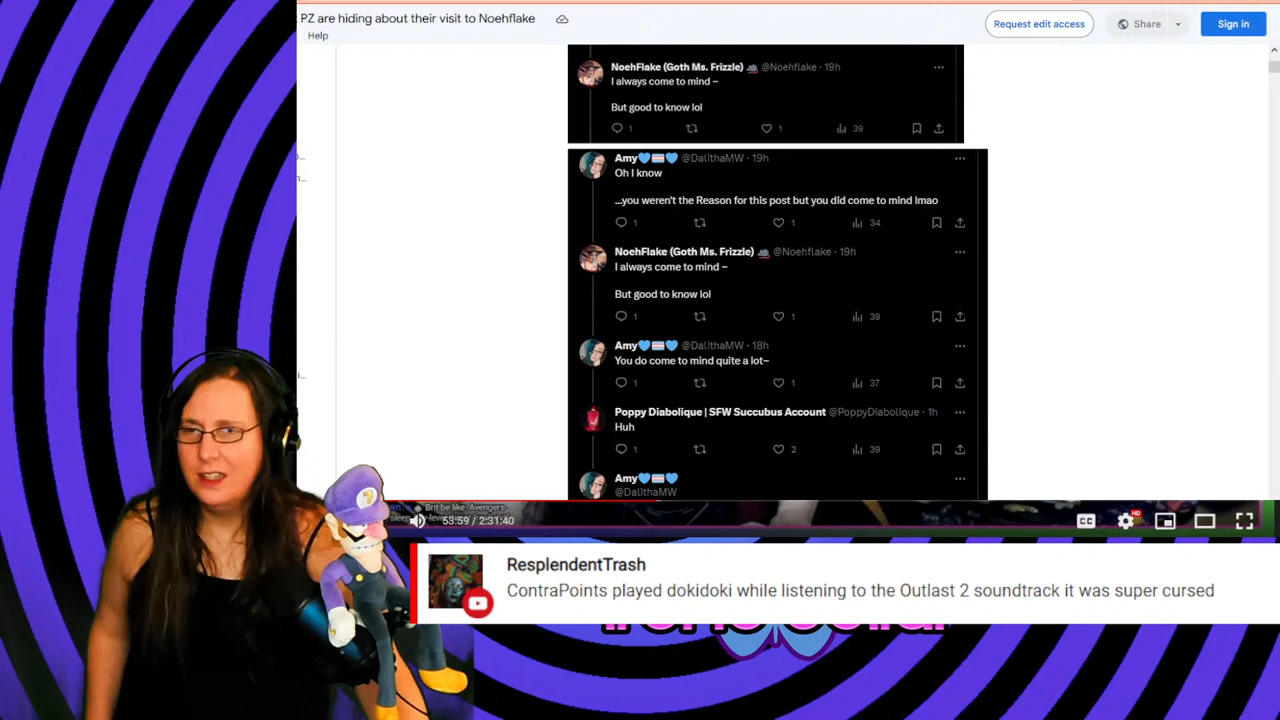 PZ are hiding about their visit to Noehflake
Request edit access
Share
Sign in
Help
NoehFlake (Goth Ms. Frizzle) @Noehflake · 19h
I always come to mind ~
But good to know lol
1 1 39
Amy @DalithaMW · 19h
Oh I know
...you weren't the Reason for this post but you did come to mind lmao
1 1 34
NoehFlake (Goth Ms. Frizzle) @Noehflake · 19h
I always come to mind ~
But good to know lol
1 1 39
Amy @DalithaMW · 18h
You do come to mind quite a lot~
1 1 37
Poppy Diabolique | SFW Succubus Account @PoppyDiabolique · 1h
Huh
1 2 39
Amy
@DalithaMW
Brit be like, Avengers
53:59 / 2:31:40
HD
ResplendentTrash
ContraPoints played dokidoki while listening to the Outlast 2 soundtrack it was super cursed